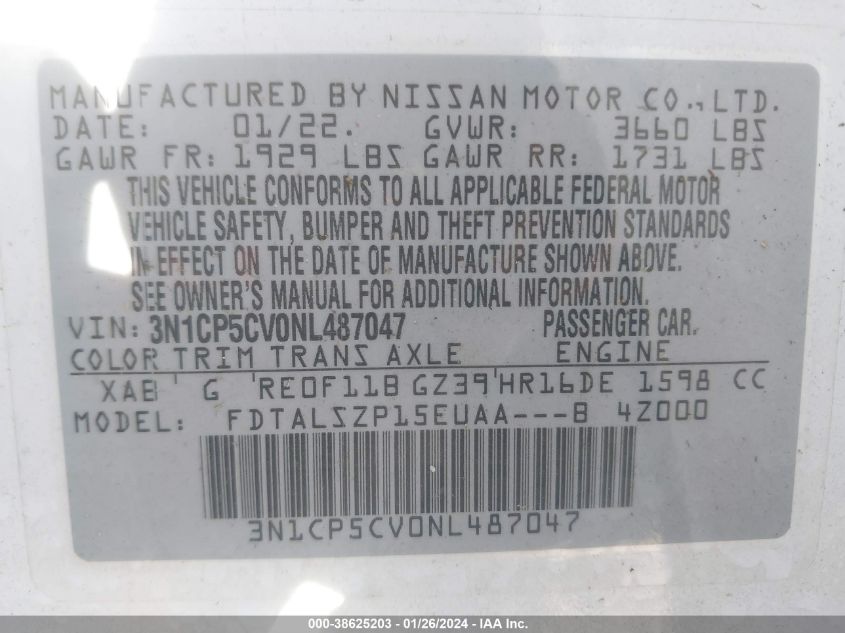 MANUFACTURED BY NISSAN MOTOR CO.,LTD.
DATE: 01/22. GVWR: 3660 LBS
GAWR FR: 1929 LBS GAWR RR: 1731 LBS
THIS VEHICLE CONFORMS TO ALL APPLICABLE FEDERAL MOTOR
VEHICLE SAFETY, BUMPER AND THEFT PREVENTION STANDARDS
IN EFFECT ON THE DATE OF MANUFACTURE SHOWN ABOVE.
SEE OWNER'S MANUAL FOR ADDITIONAL INFORMATION.
VIN: 3N1CP5CV0NL487047 PASSENGER CAR.
COLOR TRIM TRANS AXLE ENGINE
XAB G RE0F11B GZ39 HR16DE 1598 CC
MODEL: FDTALSZP15EUAA---B 4Z000
3N1CP5CV0NL487047
000-38625203 - 01/26/2024 - IAA Inc.